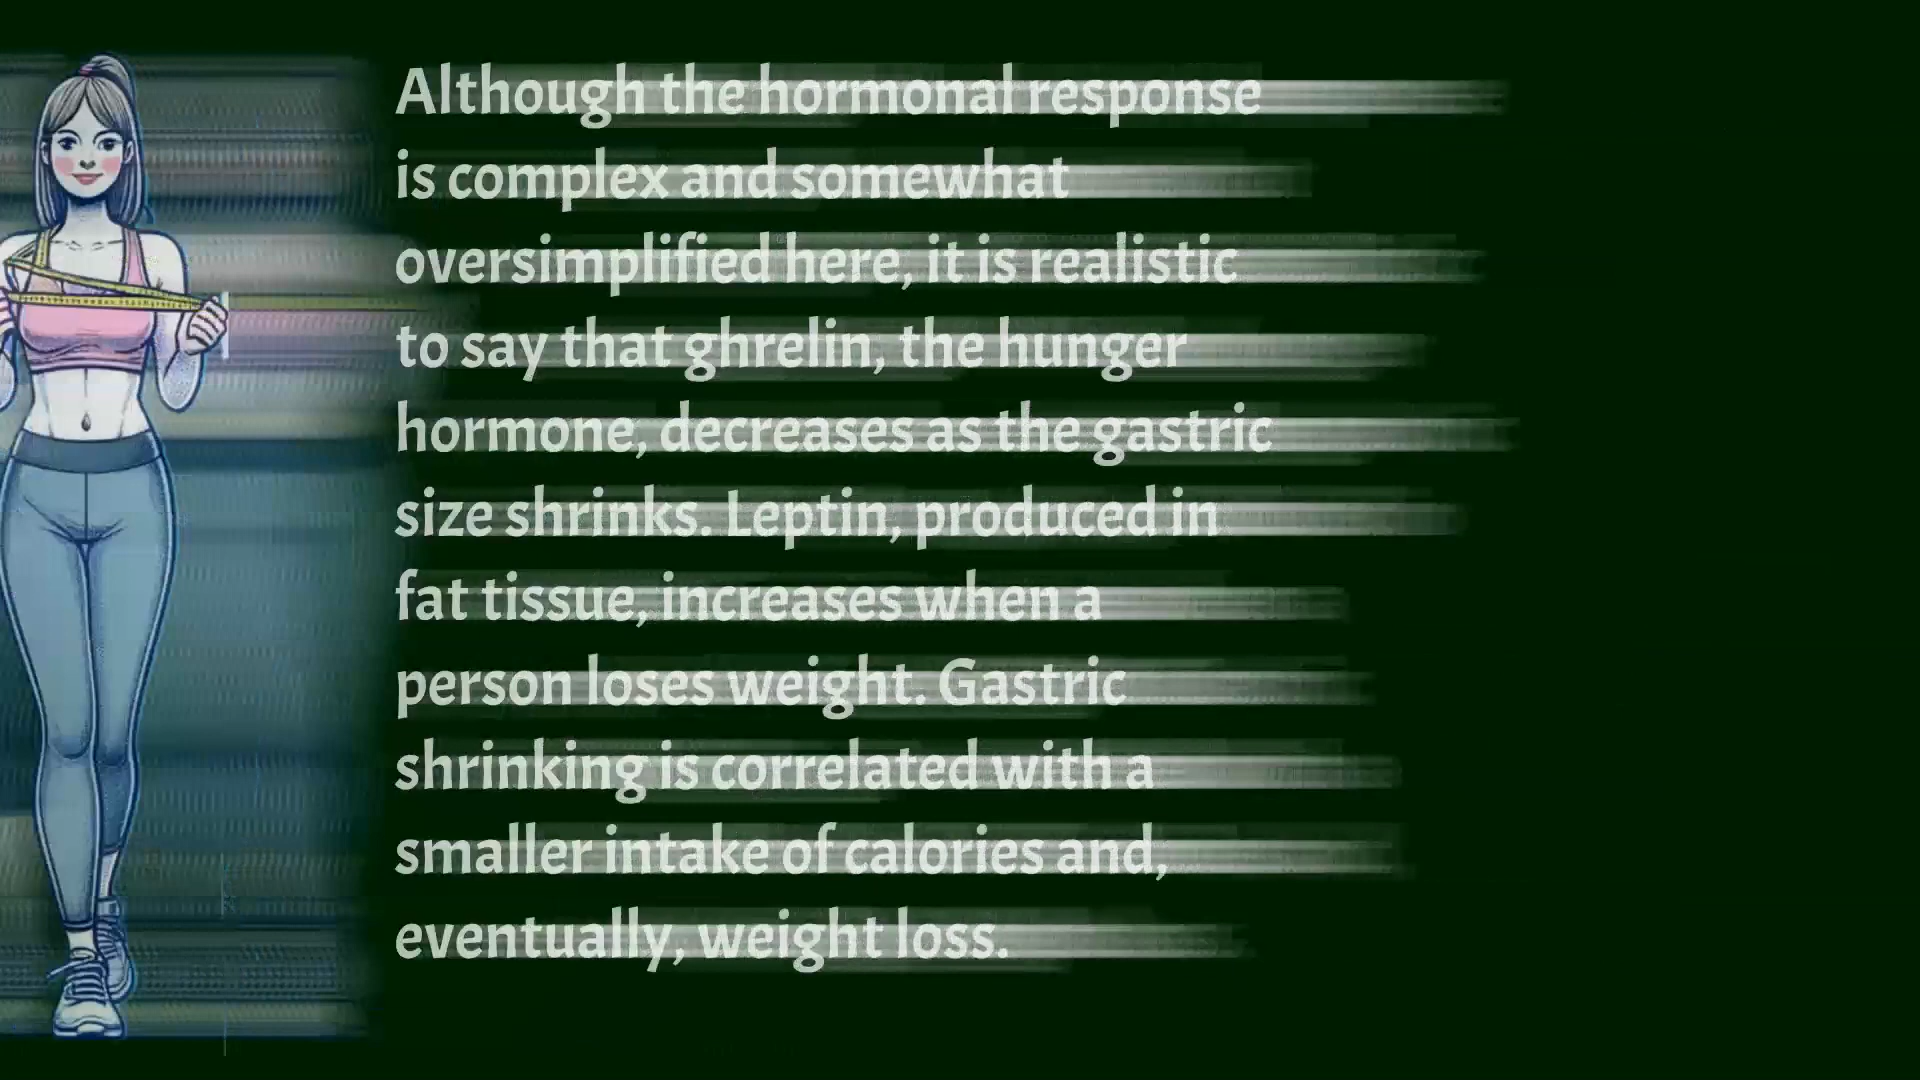 Although the hormonal response
is complex and somewhat
oversimplified here, it is realistic
to say that ghrelin, the hunger
hormone, decreases as the gastric
size shrinks. Leptin, produced in
fat tissue, increases when a
person loses weight. Gastric
shrinking is correlated with a
smaller intake of calories and,
eventually, weight loss.